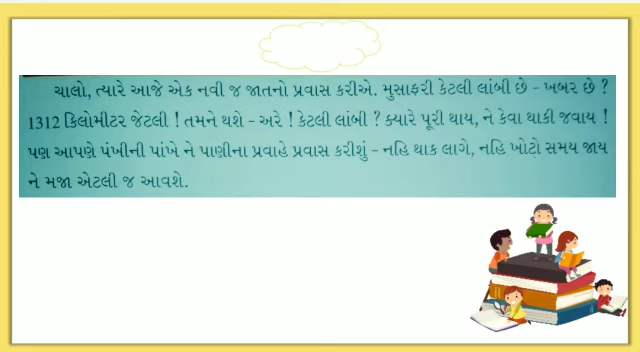 ચાલો, ત્યારે આજે એક નવી જ જાતનો પ્રવાસ કરીએ. મુસાફરી કેટલી લાંબી છે - ખબર છે ?
1312 કિલોમીટર જેટલી ! તમને થશે - અરે ! કેટલી લાંબી ? ક્યારે પૂરી થાય, ને કેવા થાકી જવાય !
પણ આપણે પંખીની પાંખે ને પાણીના પ્રવાહે પ્રવાસ કરીશું - નહિ થાક લાગે, નહિ ખોટો સમય જાય
ને મજા એટલી જ આવશે.